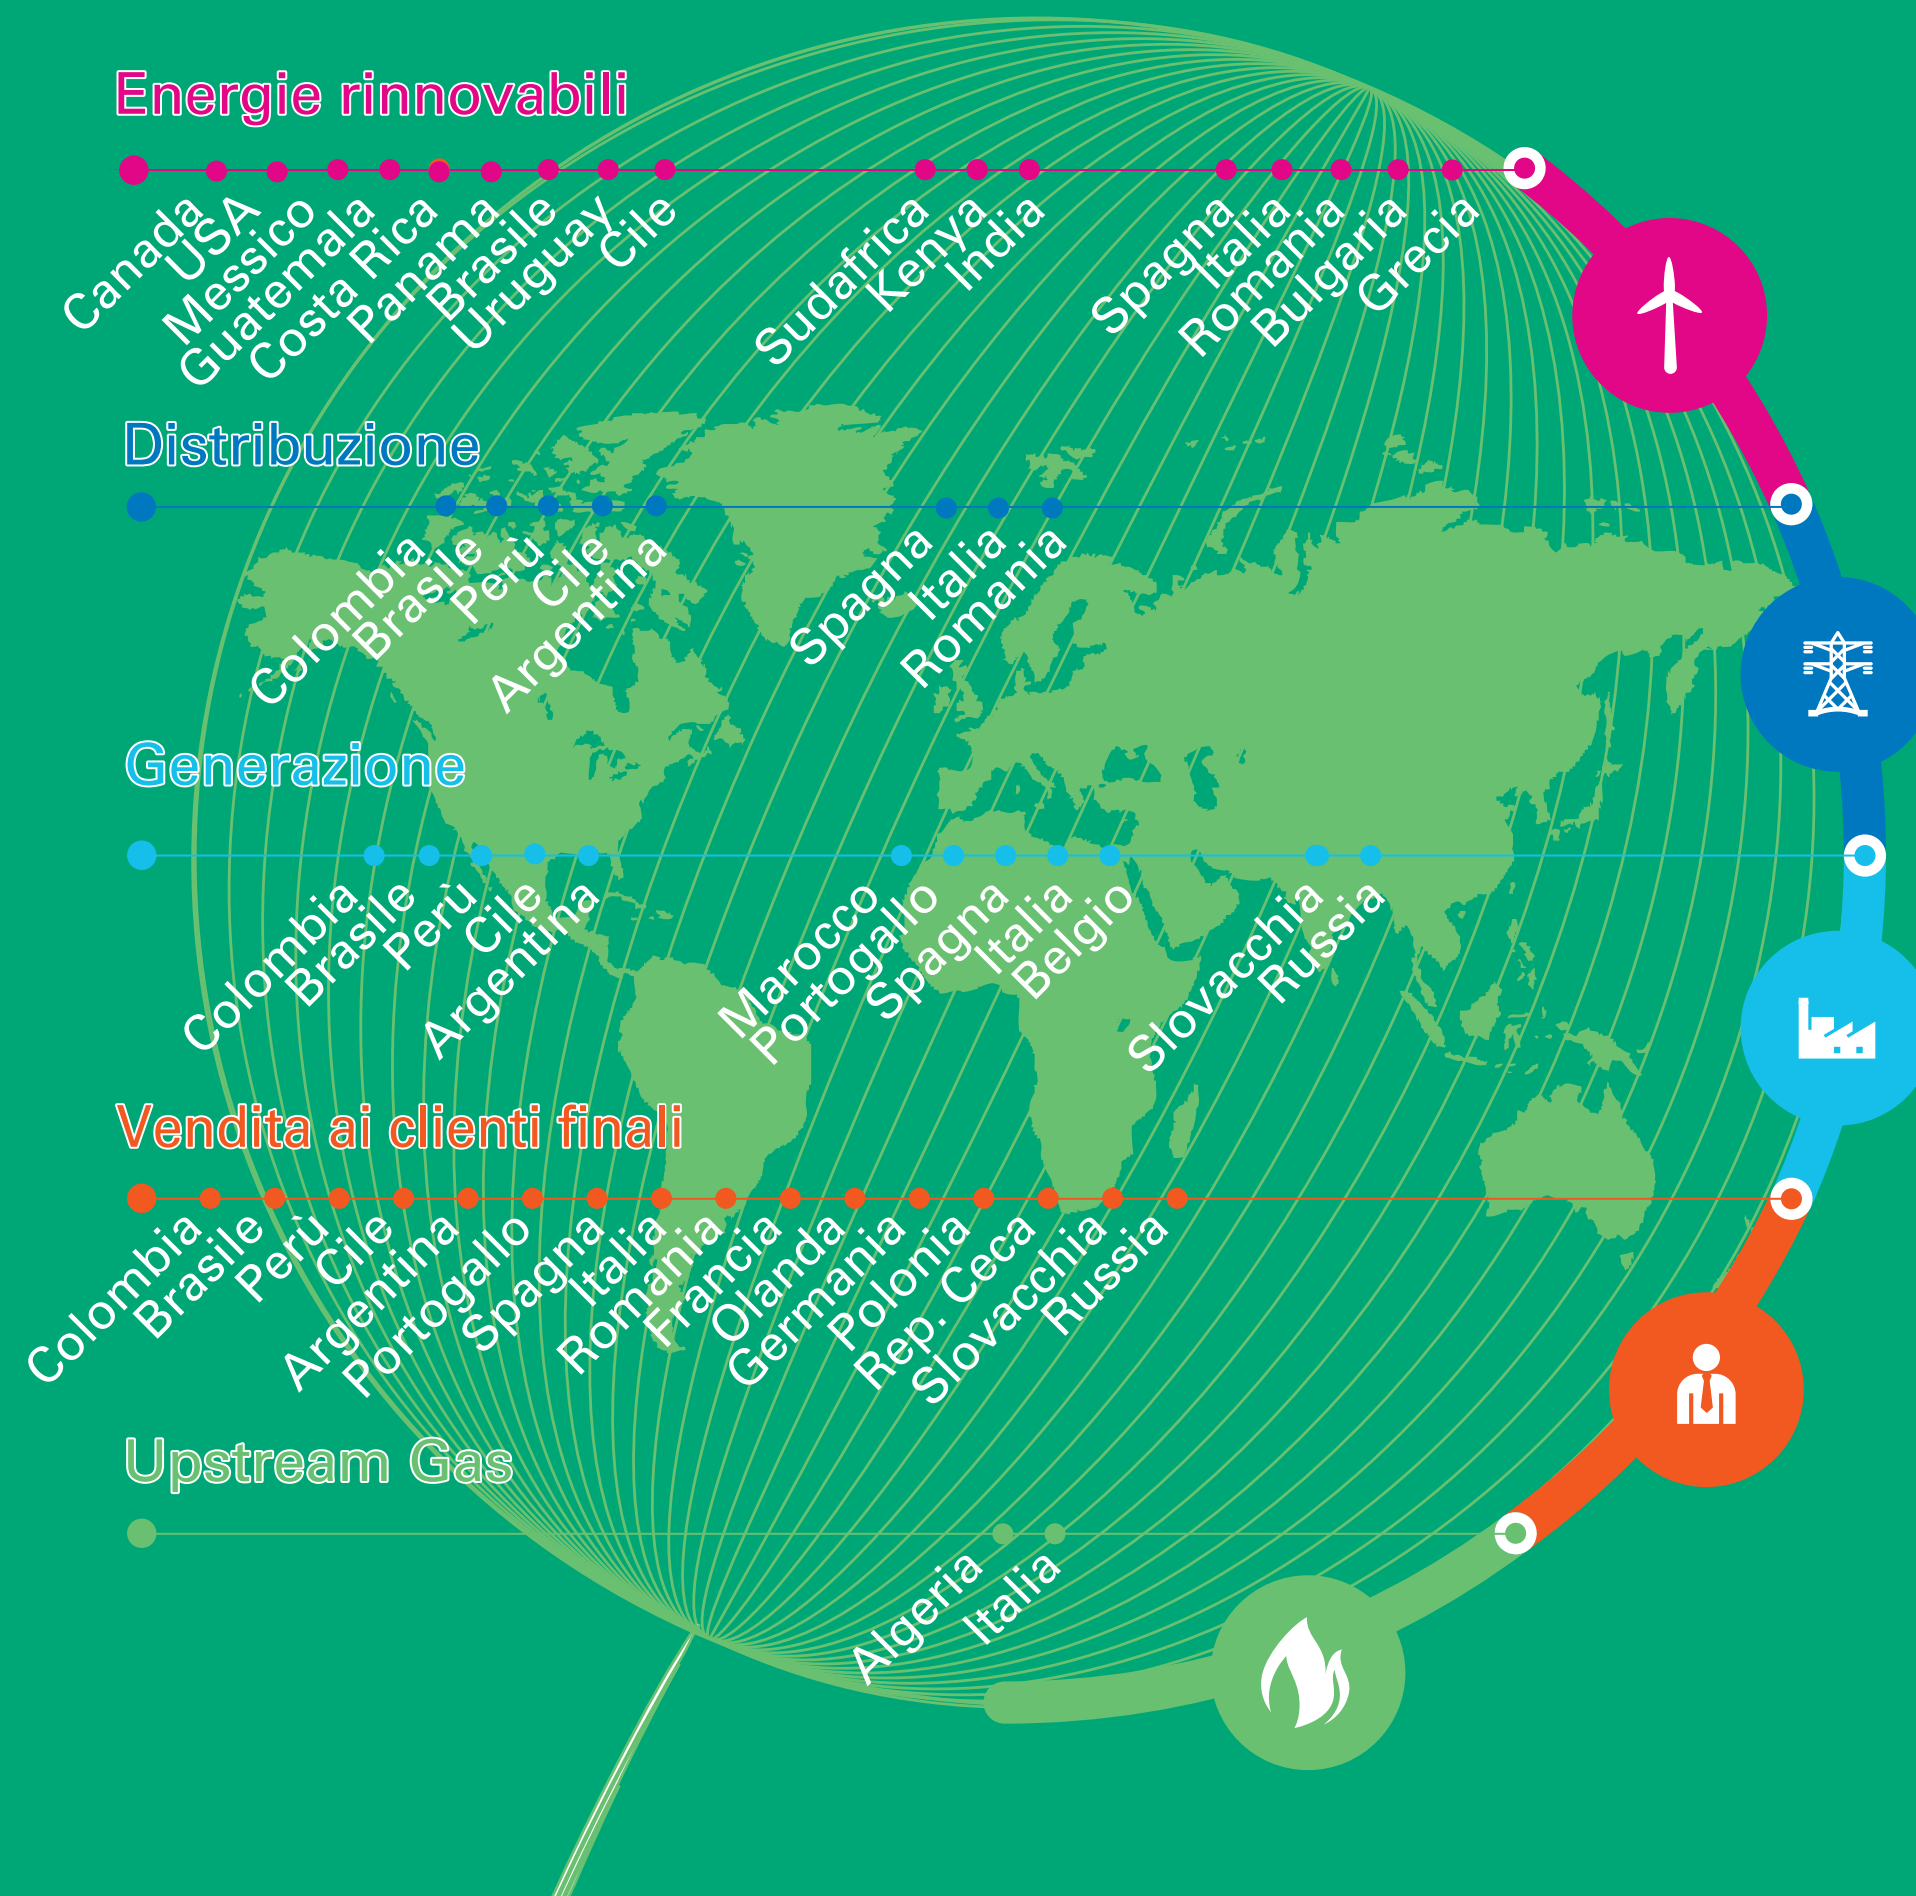 Energie rinnovabili
Canada
USA
Messico
Guatemala
Costa Rica
Panama
Brasile
Uruguay
Cile
Sudafrica
Kenya
India
Spagna
Italia
Romania
Bulgaria
Grecia
Distribuzione
Colombia
Brasile
Perù
Cile
Argentina
Spagna
Italia
Romania
Generazione
Colombia
Brasile
Perù
Cile
Argentina
Marocco
Portogallo
Spagna
Italia
Belgio
Slovacchia
Russia
Vendita ai clienti finali
Colombia
Brasile
Perù
Cile
Argentina
Portogallo
Spagna
Italia
Romania
Francia
Olanda
Germania
Polonia
Rep. Ceca
Slovacchia
Russia
Upstream Gas
Algeria
Italia